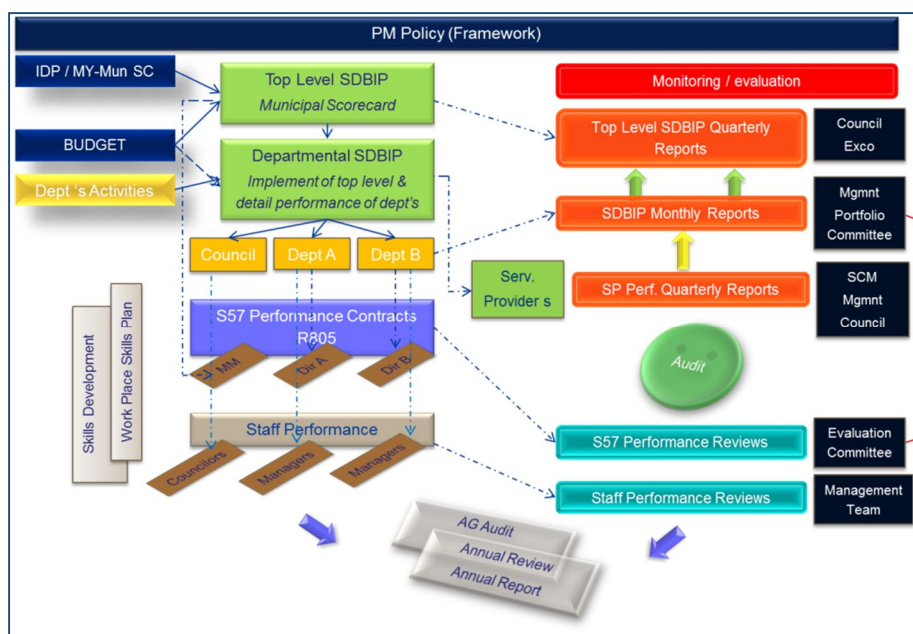 PM Policy (Framework)
IDP / MY-Mun SC
BUDGET
Dept 's Activities
Top Level SDBIP
Municipal Scorecard
Departmental SDBIP
Implement of top level &
detail performance of dept's
Council
Dept A
Dept B
Serv.
Provider s
S57 Performance Contracts
R805
MM
Dir A
Dir B
Staff Performance
Councilors
Managers
Managers
Skills Development
Work Place Skills Plan
Monitoring / evaluation
Top Level SDBIP Quarterly
Reports
Council
Exco
SDBIP Monthly Reports
Mgmnt
Portfolio
Committee
SP Perf. Quarterly Reports
SCM
Mgmnt
Council
Audit
S57 Performance Reviews
Evaluation
Committee
Staff Performance Reviews
Management
Team
AG Audit
Annual Review
Annual Report